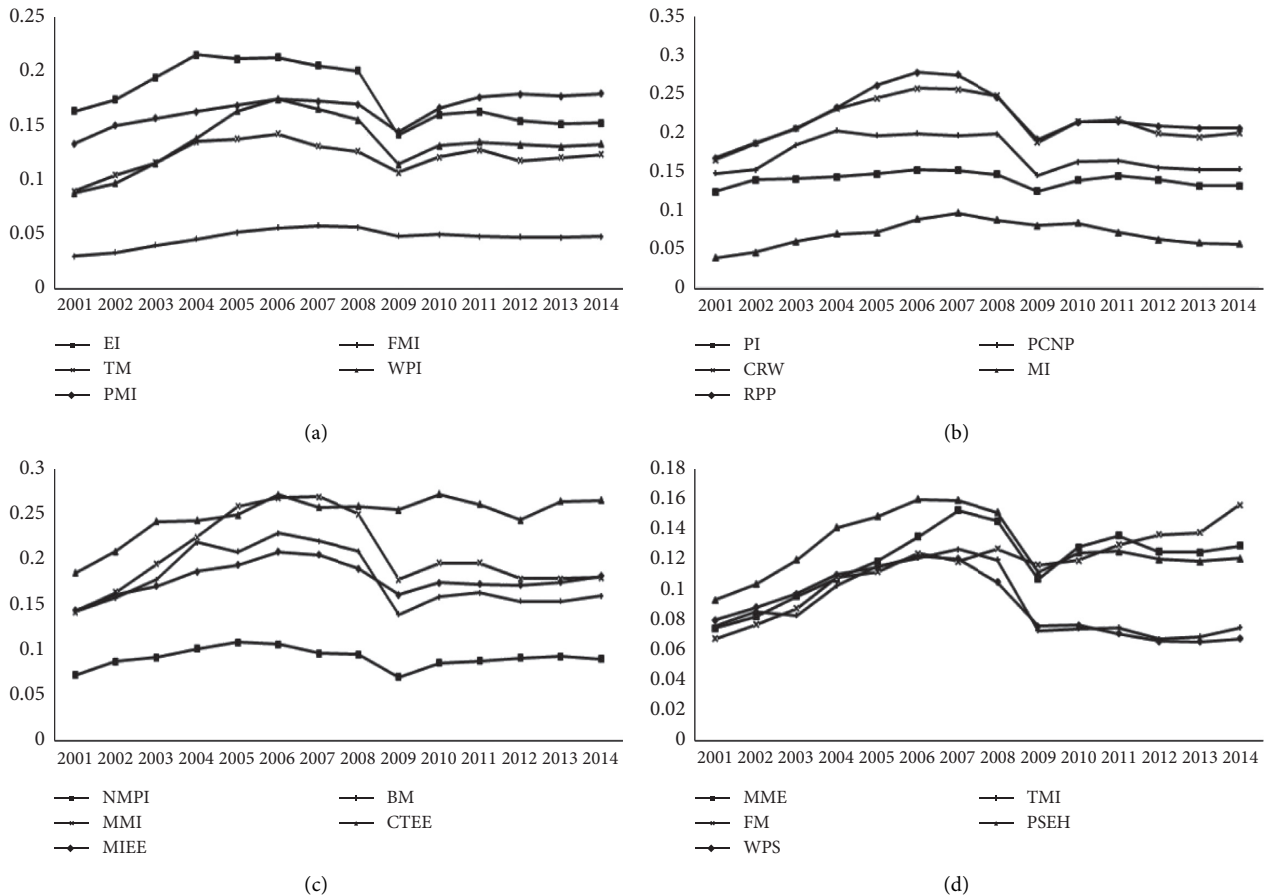 0.25
0.2
0.15
0.1
0.05
0
2001 2002 2003 2004 2005 2006 2007 2008 2009 2010 2011 2012 2013 2014
EI FMI
TM WPI
PMI
(a)
0.35
0.3
0.25
0.2
0.15
0.1
0.05
0
2001 2002 2003 2004 2005 2006 2007 2008 2009 2010 2011 2012 2013 2014
PI PCNP
CRW MI
RPP
(b)
0.3
0.25
0.2
0.15
0.1
0.05
0
2001 2002 2003 2004 2005 2006 2007 2008 2009 2010 2011 2012 2013 2014
NMPI BM
MMI CTEE
MIEE
(c)
0.18
0.16
0.14
0.12
0.1
0.08
0.06
0.04
0.02
0
2001 2002 2003 2004 2005 2006 2007 2008 2009 2010 2011 2012 2013 2014
MME TMI
FM PSEH
WPS
(d)